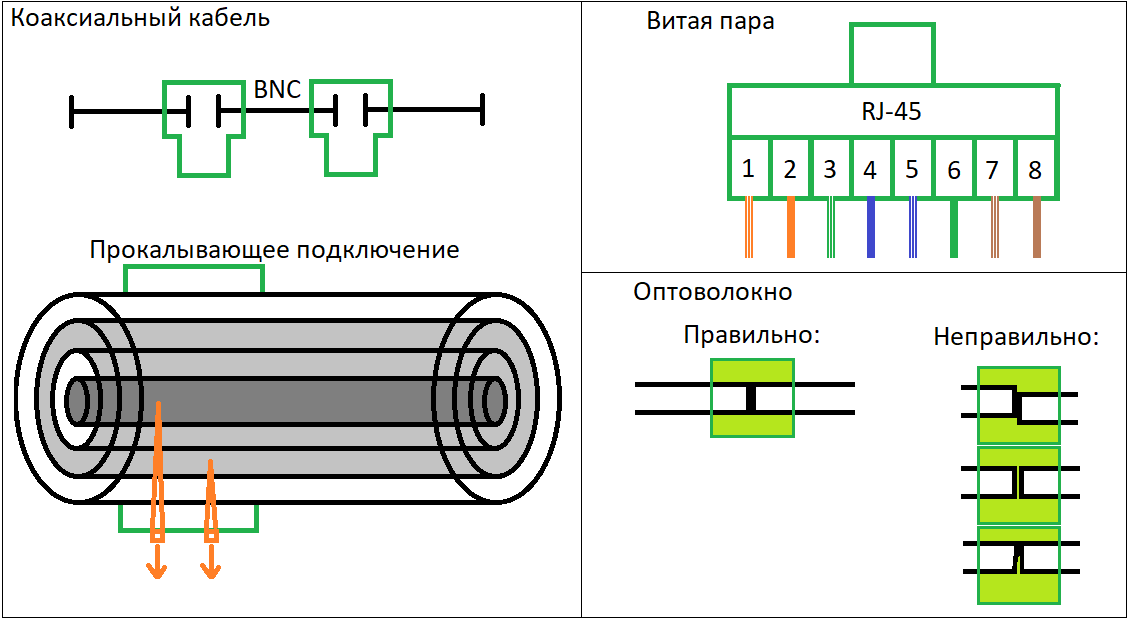 Коаксиальный кабель
BNC
Прокалывающее подключение
Витая пара
RJ-45
1 2 3 4 5 6 7 8
Оптоволокно
Правильно:
Неправильно: